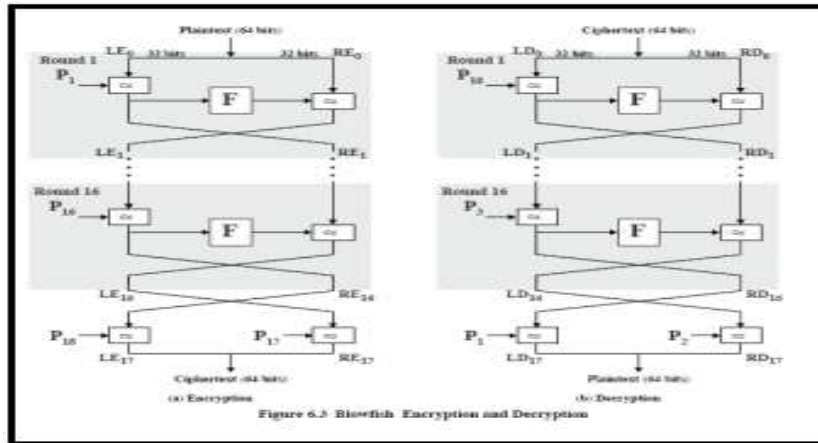 Plaintext (64 bits)
LE0 32 bits 32 bits RE0
Round 1
P1
F
LE1 RE1
Round 16
P16
F
LE16 RE16
P18 P17
LE17 RE17
Ciphertext (64 bits)
(a) Encryption
Ciphertext (64 bits)
LD0 32 bits 32 bits RD0
Round 1
P18
F
LD1 RD1
Round 16
P3
F
LD16 RD16
P1 P2
LD17 RD17
Plaintext (64 bits)
(b) Decryption
Figure 6.3 Blowfish Encryption and Decryption